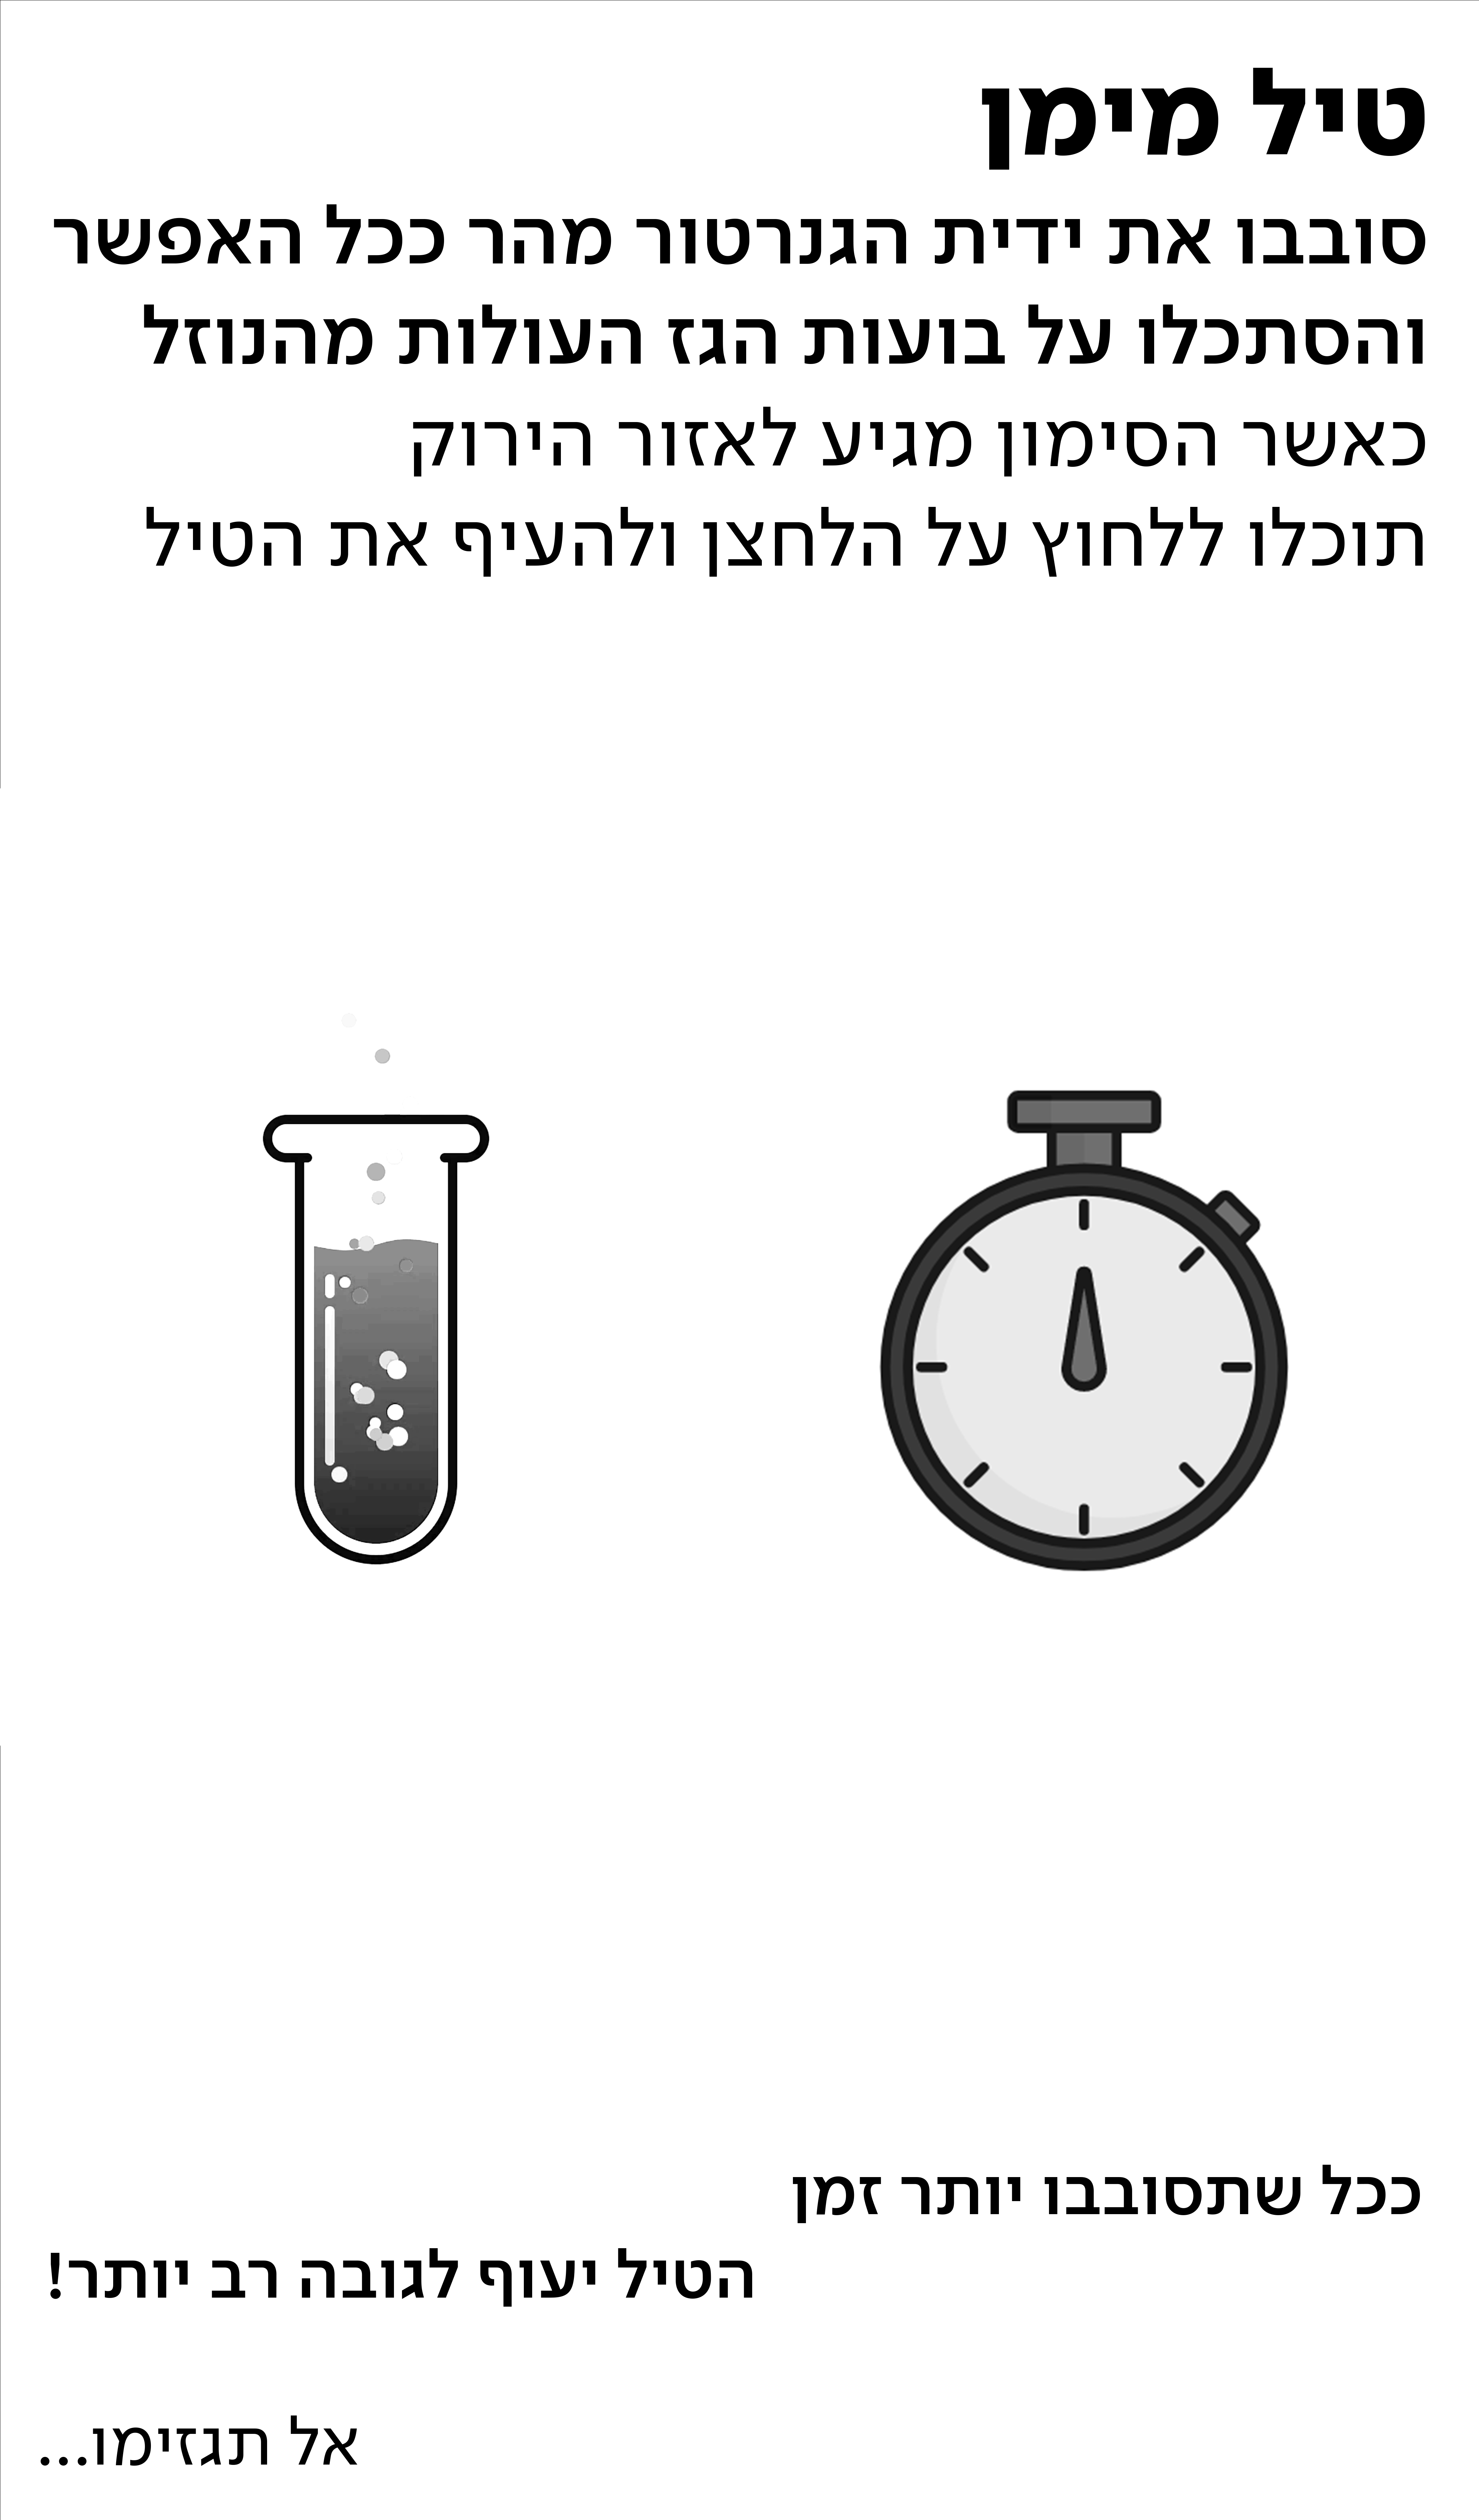 טיל מימן
סובבו את ידית הגנרטור מהר ככל האפשר
והסתכלו על בועות הגז העולות מהנוזל
כאשר הסימון מגיע לאזור הירוק
תוכלו ללחוץ על הלחצן ולהעיף את הטיל
ככל שתסובבו יותר זמן
הטיל יעוף לגובה רב יותר!
אל תגזימו...